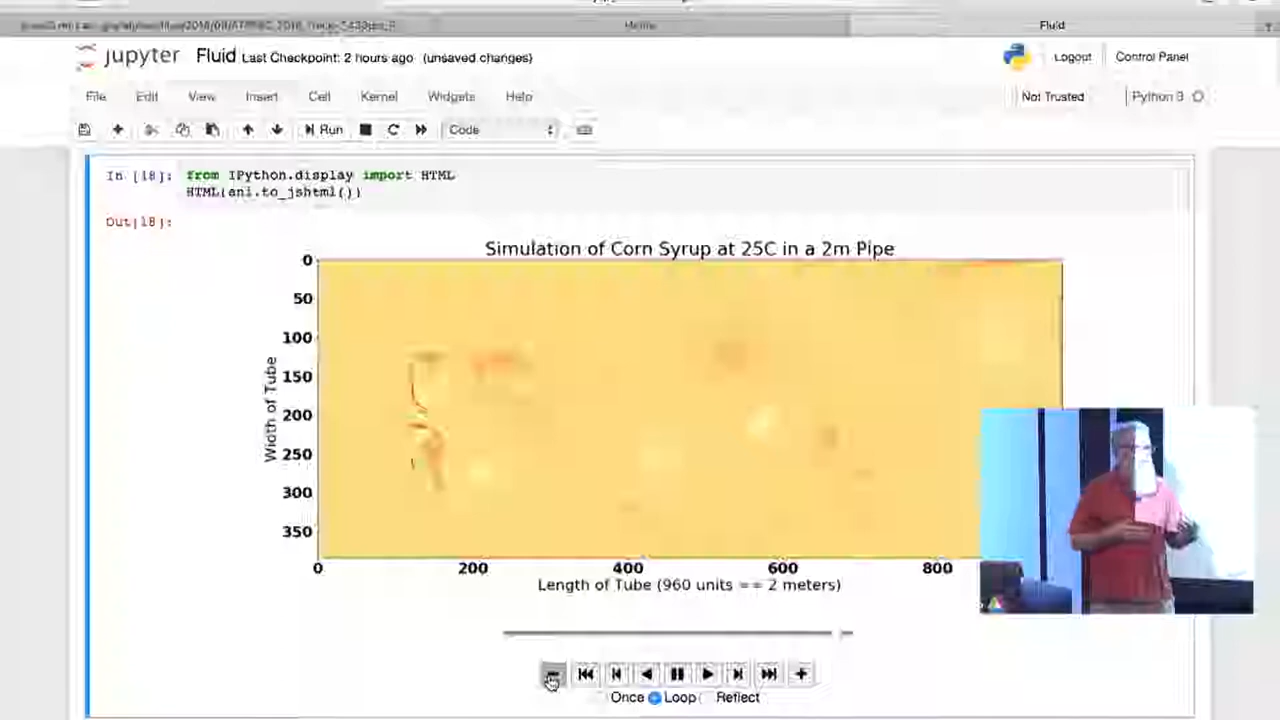 Home
Fluid
jupyter Fluid Last Checkpoint: 2 hours ago (unsaved changes)
Logout Control Panel
File Edit View Insert Cell Kernel Widgets Help
Not Trusted Python 3
Run Code
In [18]: from IPython.display import HTML
HTML(ani.to_jshtml())
Out[18]:
Simulation of Corn Syrup at 25C in a 2m Pipe
0
50
100
150
200
250
300
350
Width of Tube
0 200 400 600 800
Length of Tube (960 units == 2 meters)
Once Loop Reflect